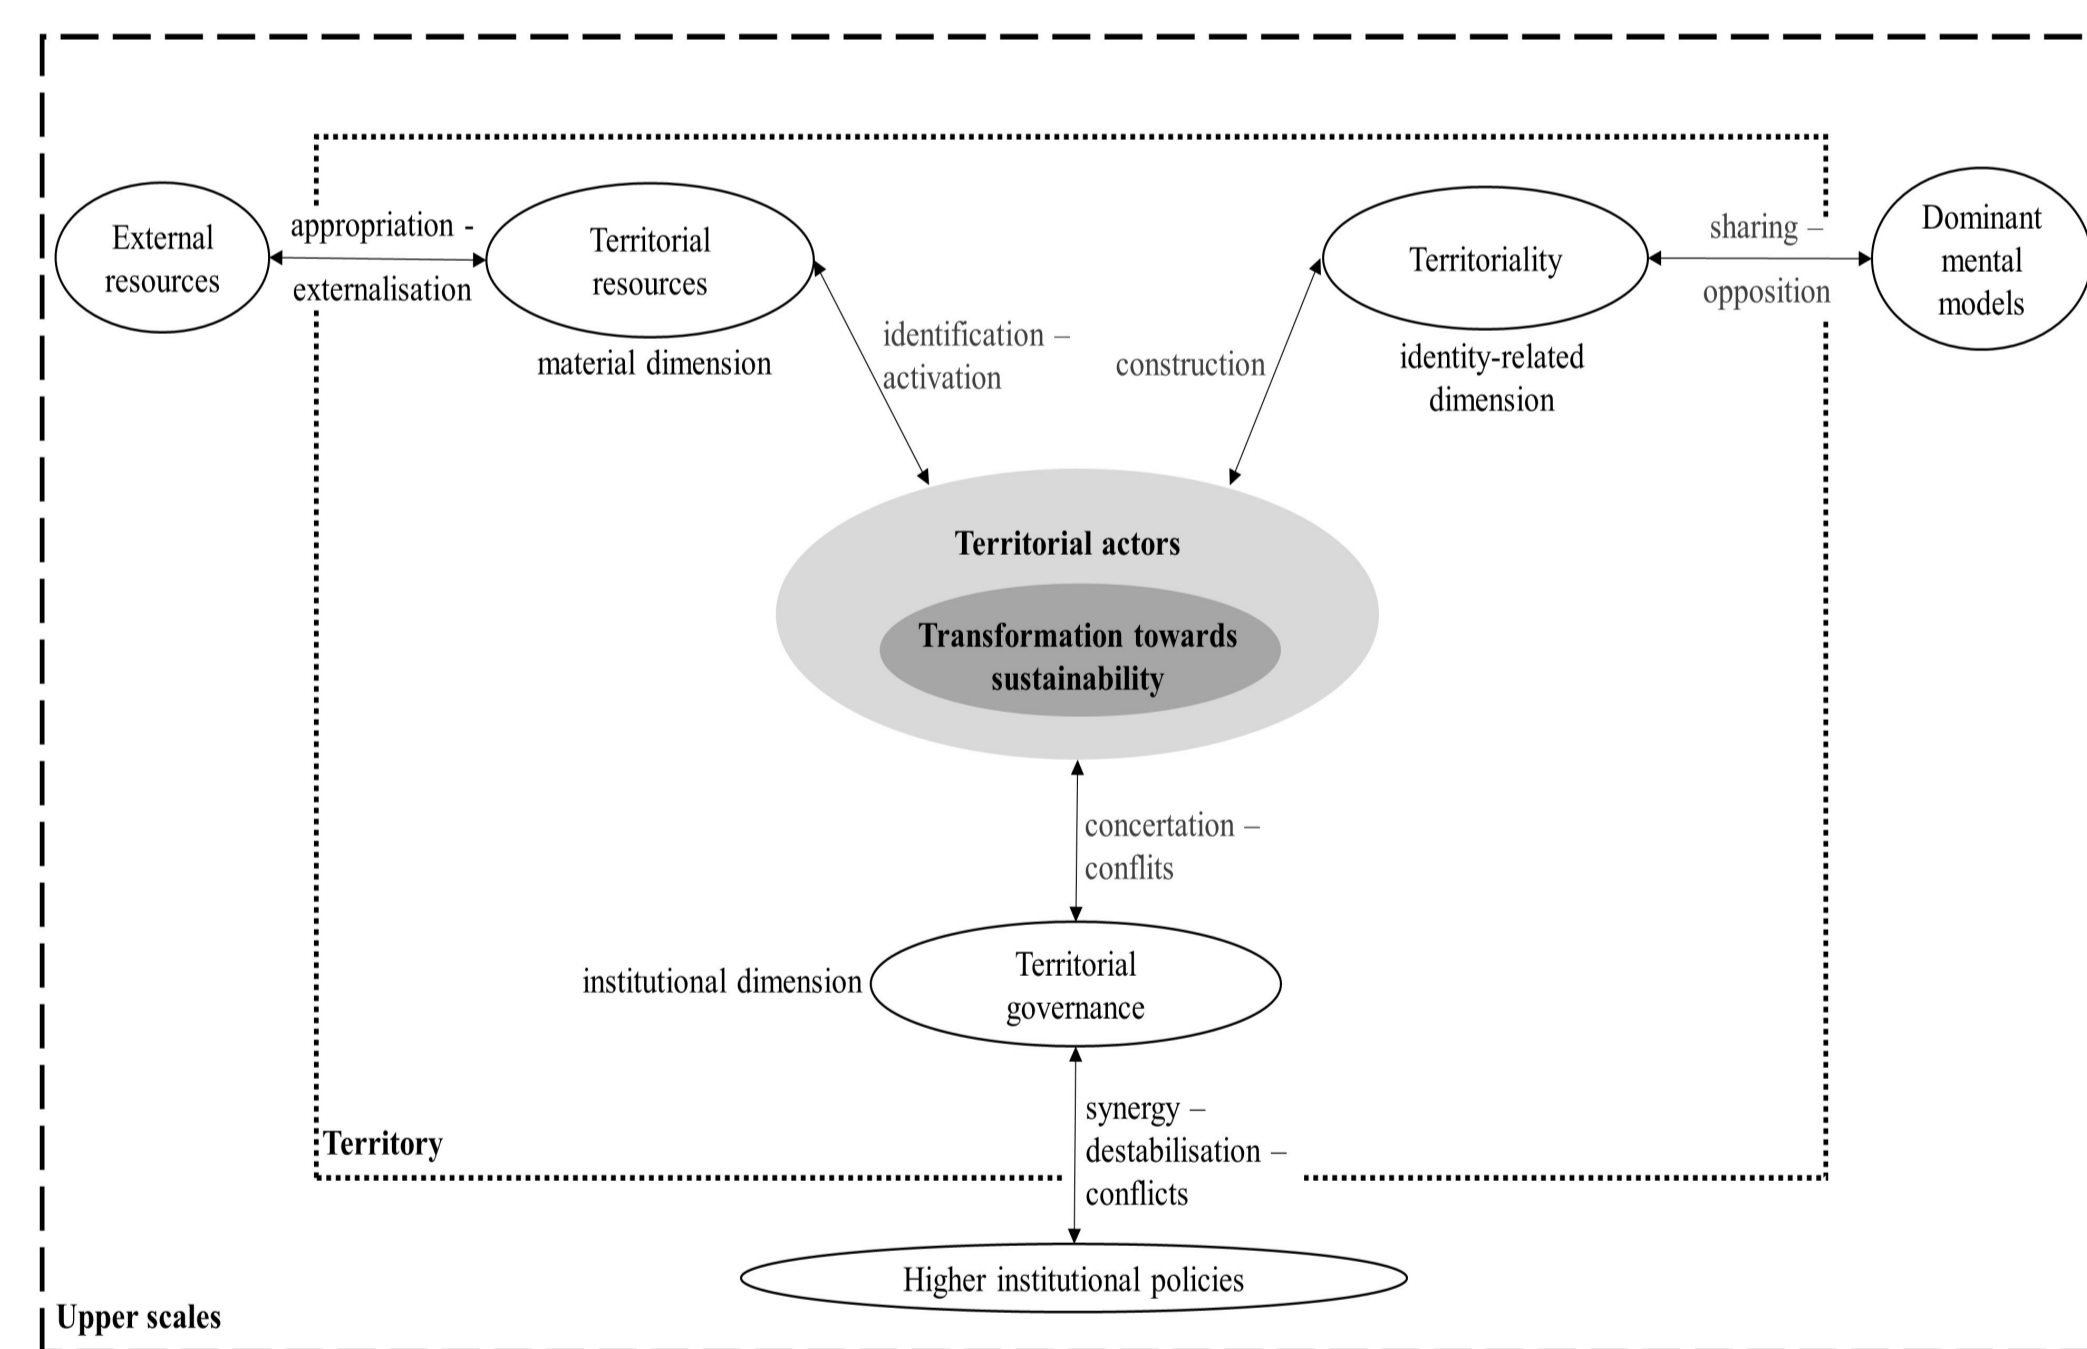 External
resources
appropriation -
externalisation
Territorial
resources
material dimension
identification –
activation
construction
Territoriality
identity-related
dimension
sharing –
opposition
Dominant
mental
models
Territorial actors
Transformation towards
sustainability
concertation –
conflits
institutional dimension
Territorial
governance
synergy –
destabilisation –
conflicts
Territory
Higher institutional policies
Upper scales